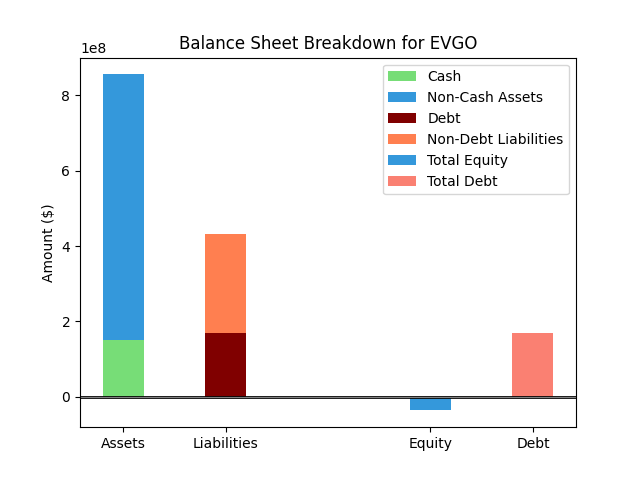 Balance Sheet Breakdown for EVGO
1e8
Cash
Non-Cash Assets
Debt
Non-Debt Liabilities
Total Equity
Total Debt
Amount ($)
8
6
4
2
0
Assets Liabilities Equity Debt